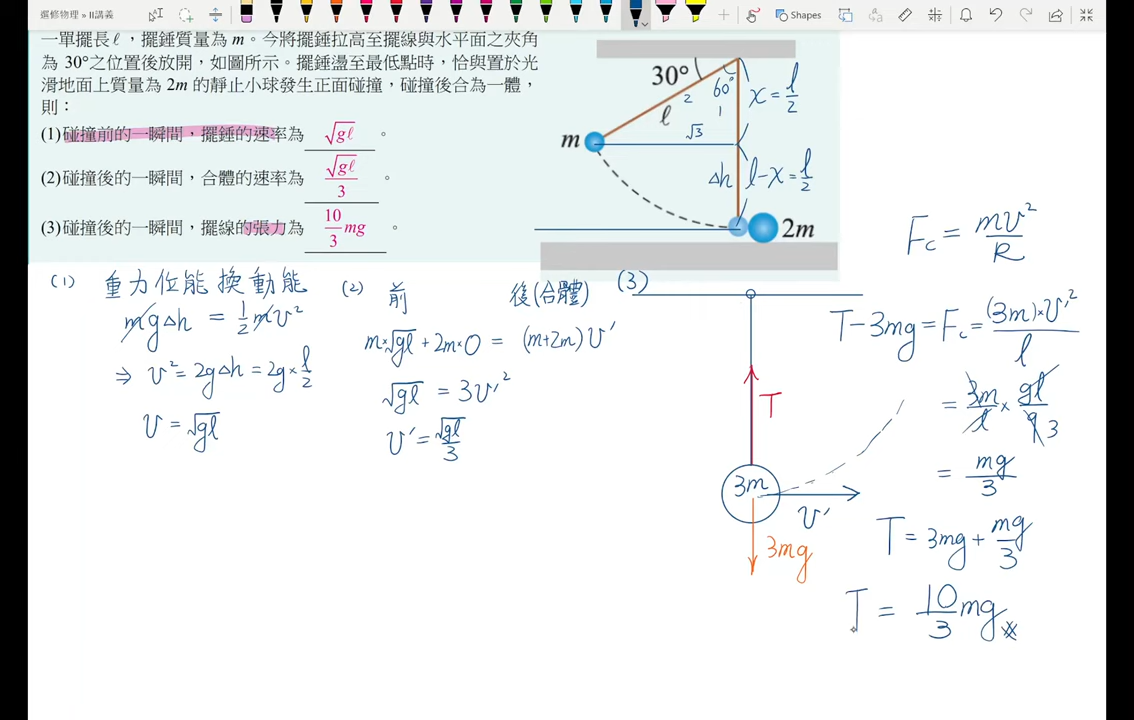 選修物理»II講義
Shapes
一單擺長ℓ，擺錘質量為 m。今將擺錘拉高至擺線與水平面之夾角
為 30°之位置後放開，如圖所示。擺錘盪至最低點時，恰與置於光
滑地面上質量為 2m 的靜止小球發生正面碰撞，碰撞後合為一體，
則：
(1)碰撞前的一瞬間，擺錘的速率為 √gℓ 。
(2)碰撞後的一瞬間，合體的速率為 √gℓ/3 。
(3)碰撞後的一瞬間，擺線的張力為 10/3 mg 。
30°
60°
2
1
√3
ℓ
x = ℓ/2
m
Δh
ℓ-x = ℓ/2
2m
(1) 重力位能換動能
mgΔh = 1/2 mv²
⇒ v² = 2gΔh = 2g×ℓ/2
v = √gℓ
(2) 前 後(合體)
m×√gℓ + 2m×0 = (m+2m) v'
√gℓ = 3v'²
v' = √gℓ/3
(3)
T
3m
v'
3mg
Fc = mv²/R
T-3mg = Fc = (3m)×v'²/ℓ
= 3m/ℓ × gℓ/9 3
= mg/3
T = 3mg + mg/3
T = 10/3 mg